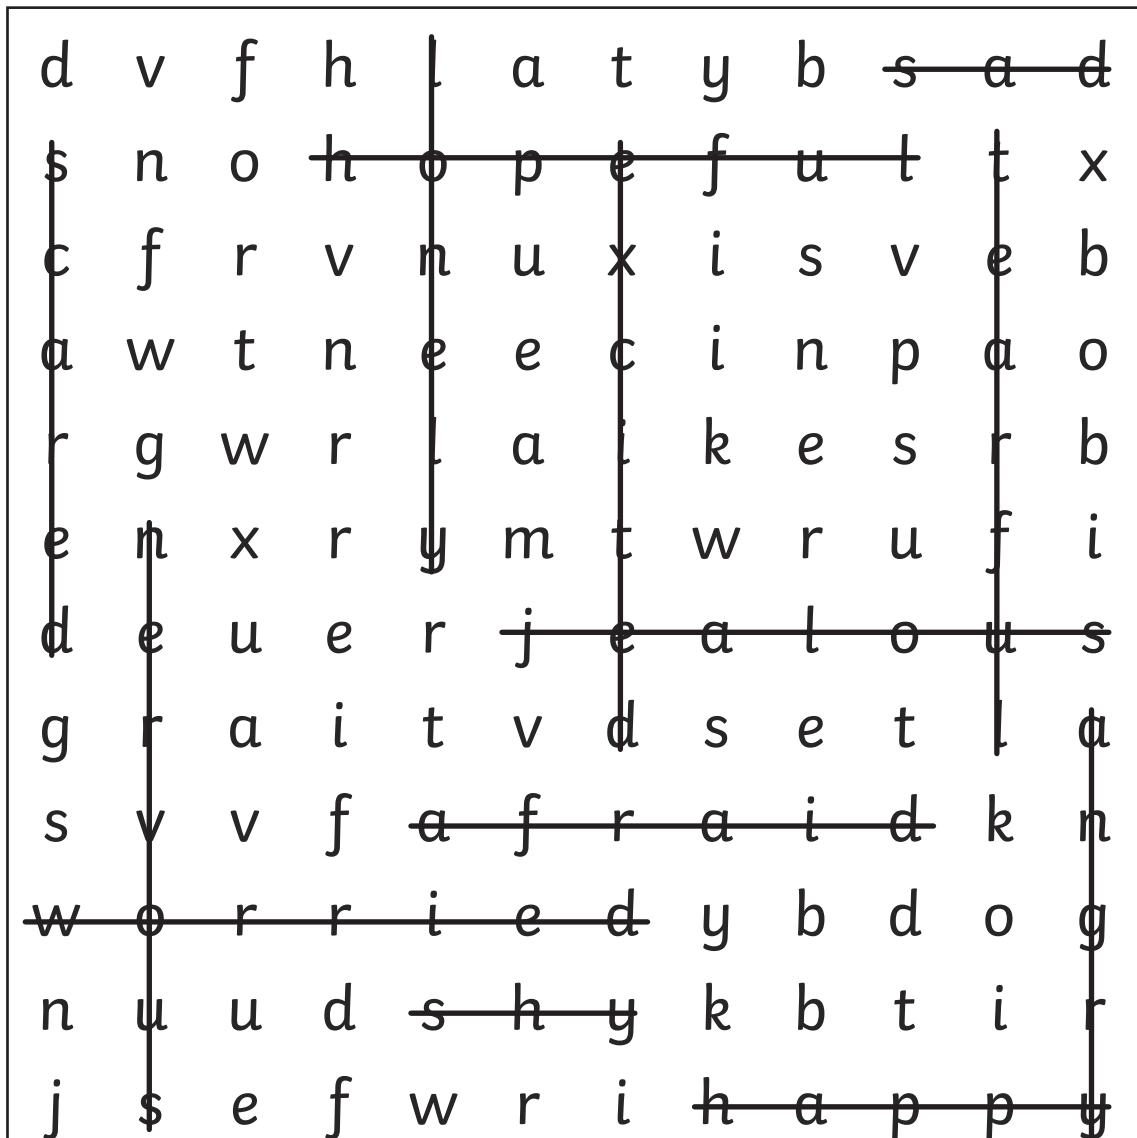 d v f h l a t y b s a d
s n o h o p e f u l t x
c f r v n u x i s v e b
a w t n e e c i n p a o
r g w r l a i k e s r b
e n x r y m t w r u f i
d e u e r j e a l o u s
g r a i t v d s e t l a
s v v f a f r a i d k n
w o r r i e d y b d o g
n u u d s h y k b t i r
j s e f w r i h a p p y